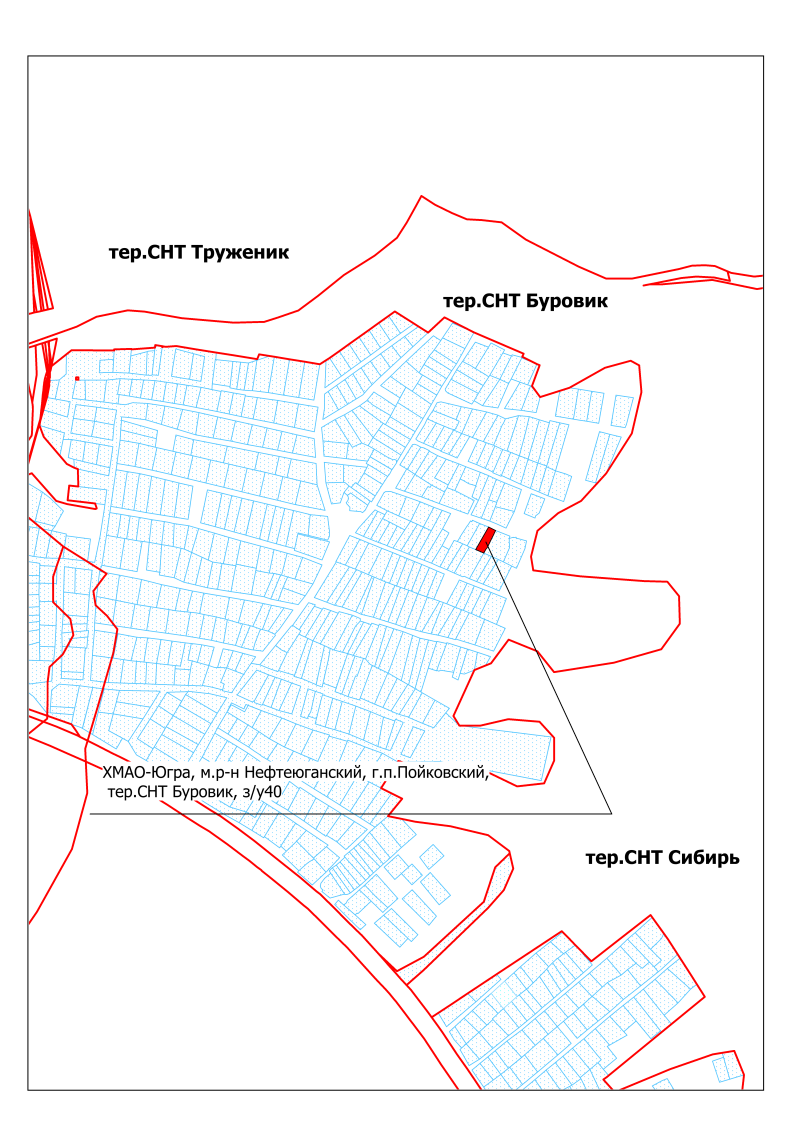 тер.СНТ Труженик
тер.СНТ Буровик
ХМАО-Югра, м.р-н Нефтеюганский, г.п.Пойковский,
тер.СНТ Буровик, з/у40
тер.СНТ Сибирь